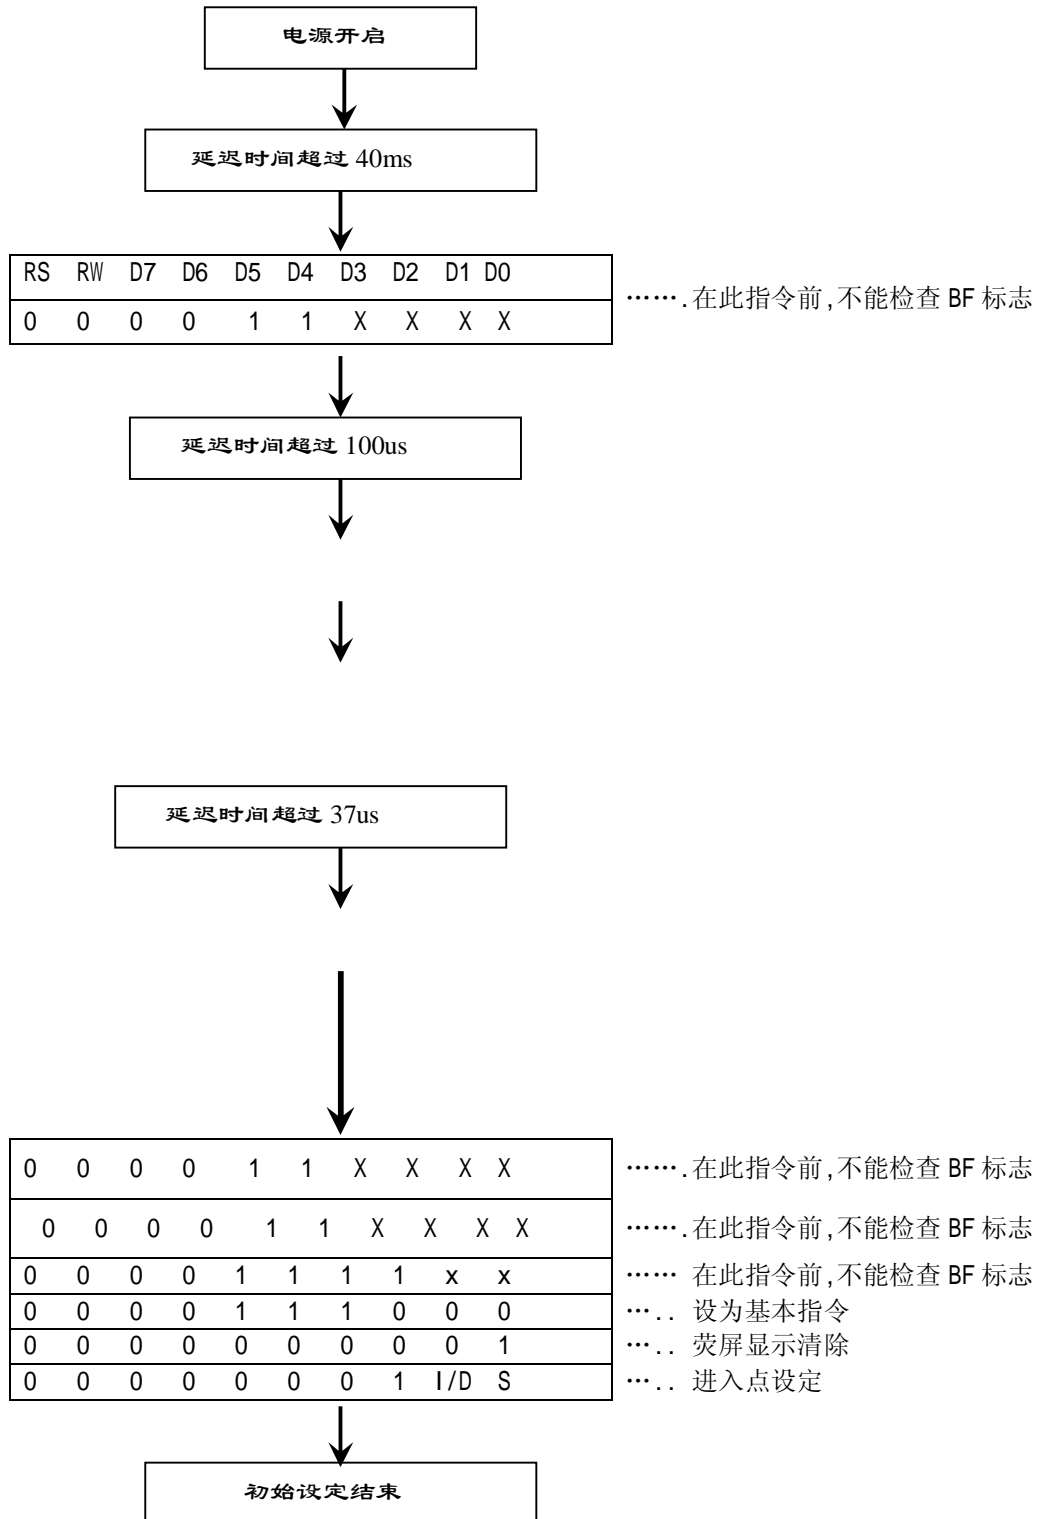 电源开启
延迟时间超过 40ms
RS RW D7 D6 D5 D4 D3 D2 D1 D0
0 0 0 0 1 1 X X X X …….在此指令前,不能检查 BF 标志
延迟时间超过 100us
延迟时间超过 37us
0 0 0 0 1 1 X X X X …….在此指令前,不能检查 BF 标志
0 0 0 0 1 1 X X X X …….在此指令前,不能检查 BF 标志
0 0 0 0 1 1 1 1 x x …… 在此指令前,不能检查 BF 标志
0 0 0 0 1 1 1 0 0 0 ….. 设为基本指令
0 0 0 0 0 0 0 0 0 1 ….. 荧屏显示清除
0 0 0 0 0 0 0 1 I/D S ….. 进入点设定
初始设定结束